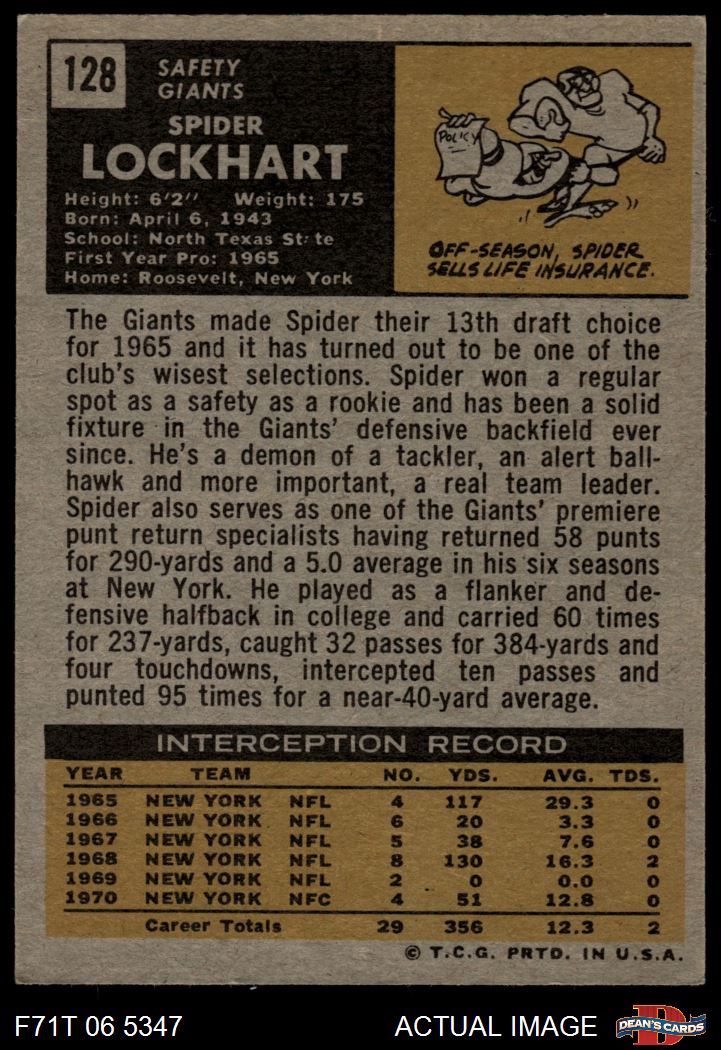 128
SAFETY
GIANTS
SPIDER
LOCKHART
Height: 6'2" Weight: 175
Born: April 6, 1943
School: North Texas State
First Year Pro: 1965
Home: Roosevelt, New York
POLICY
OFF-SEASON, SPIDER
SELLS LIFE INSURANCE.
The Giants made Spider their 13th draft choice
for 1965 and it has turned out to be one of the
club's wisest selections. Spider won a regular
spot as a safety as a rookie and has been a solid
fixture in the Giants' defensive backfield ever
since. He's a demon of a tackler, an alert ball-
hawk and more important, a real team leader.
Spider also serves as one of the Giants' premiere
punt return specialists having returned 58 punts
for 290-yards and a 5.0 average in his six seasons
at New York. He played as a flanker and de-
fensive halfback in college and carried 60 times
for 237-yards, caught 32 passes for 384-yards and
four touchdowns, intercepted ten passes and
punted 95 times for a near-40-yard average.
INTERCEPTION RECORD
YEAR TEAM NO. YDS. AVG. TDS.
1965 NEW YORK NFL 4 117 29.3 0
1966 NEW YORK NFL 6 20 3.3 0
1967 NEW YORK NFL 5 38 7.6 0
1968 NEW YORK NFL 8 130 16.3 2
1969 NEW YORK NFL 2 0 0.0 0
1970 NEW YORK NFC 4 51 12.8 0
Career Totals 29 356 12.3 2
© T.C.G. PRTD. IN U.S.A.
F71T 06 5347 ACTUAL IMAGE
D
DEAN'S CARDS